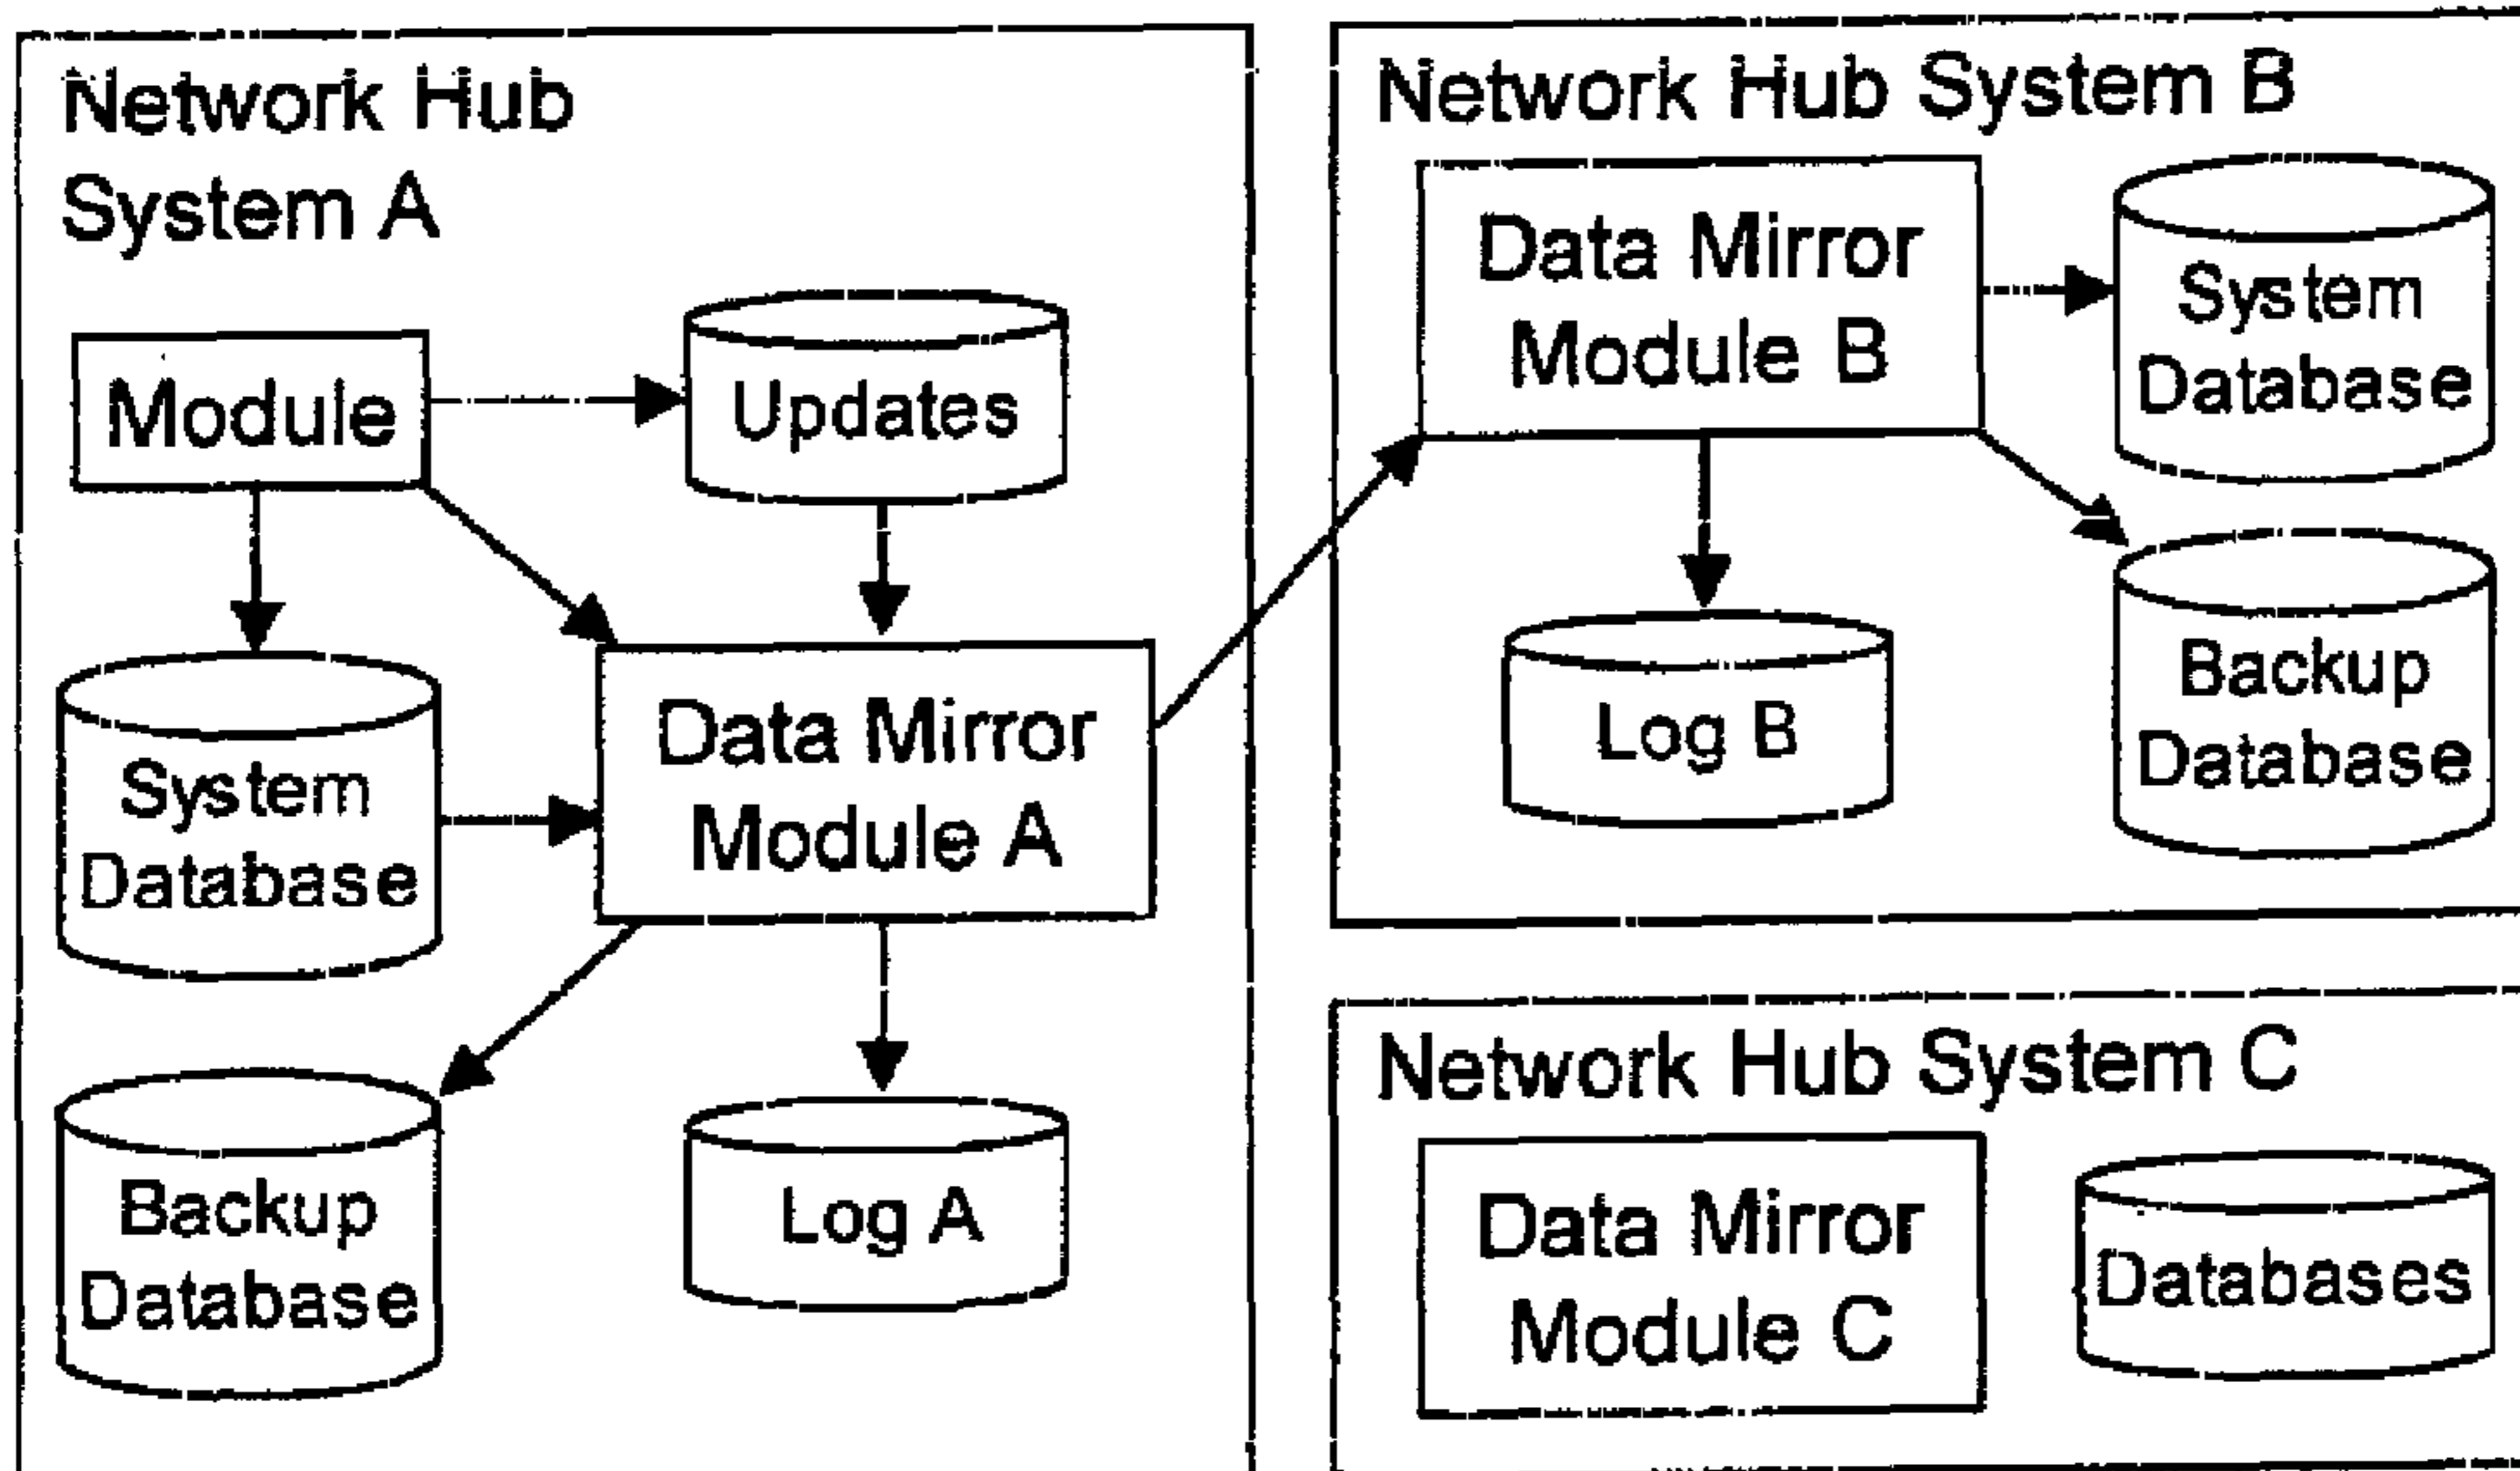 Network Hub
System A
Module
Updates
System
Database
Data Mirror
Module A
Backup
Database
Log A
Network Hub System B
Data Mirror
Module B
System
Database
Log B
Backup
Database
Network Hub System C
Data Mirror
Module C
Databases